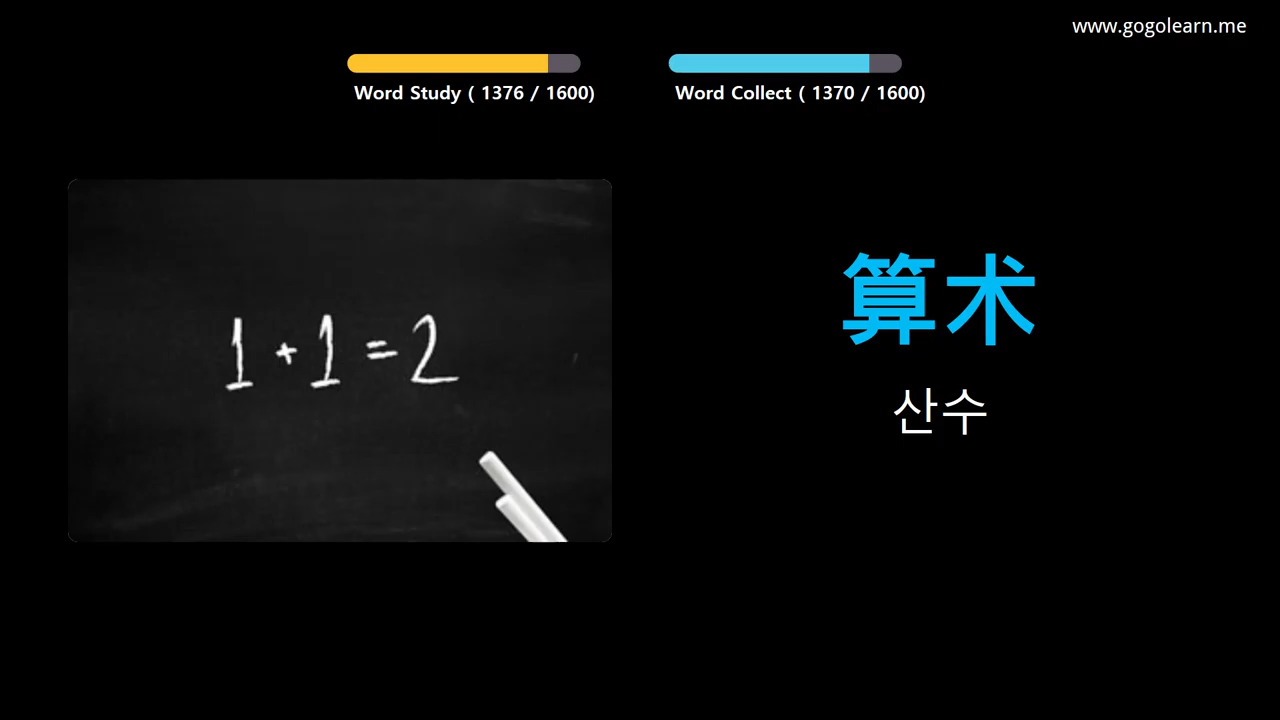 www.gogolearn.me
Word Study ( 1376 / 1600)
Word Collect ( 1370 / 1600)
1 + 1 = 2
算术
산수